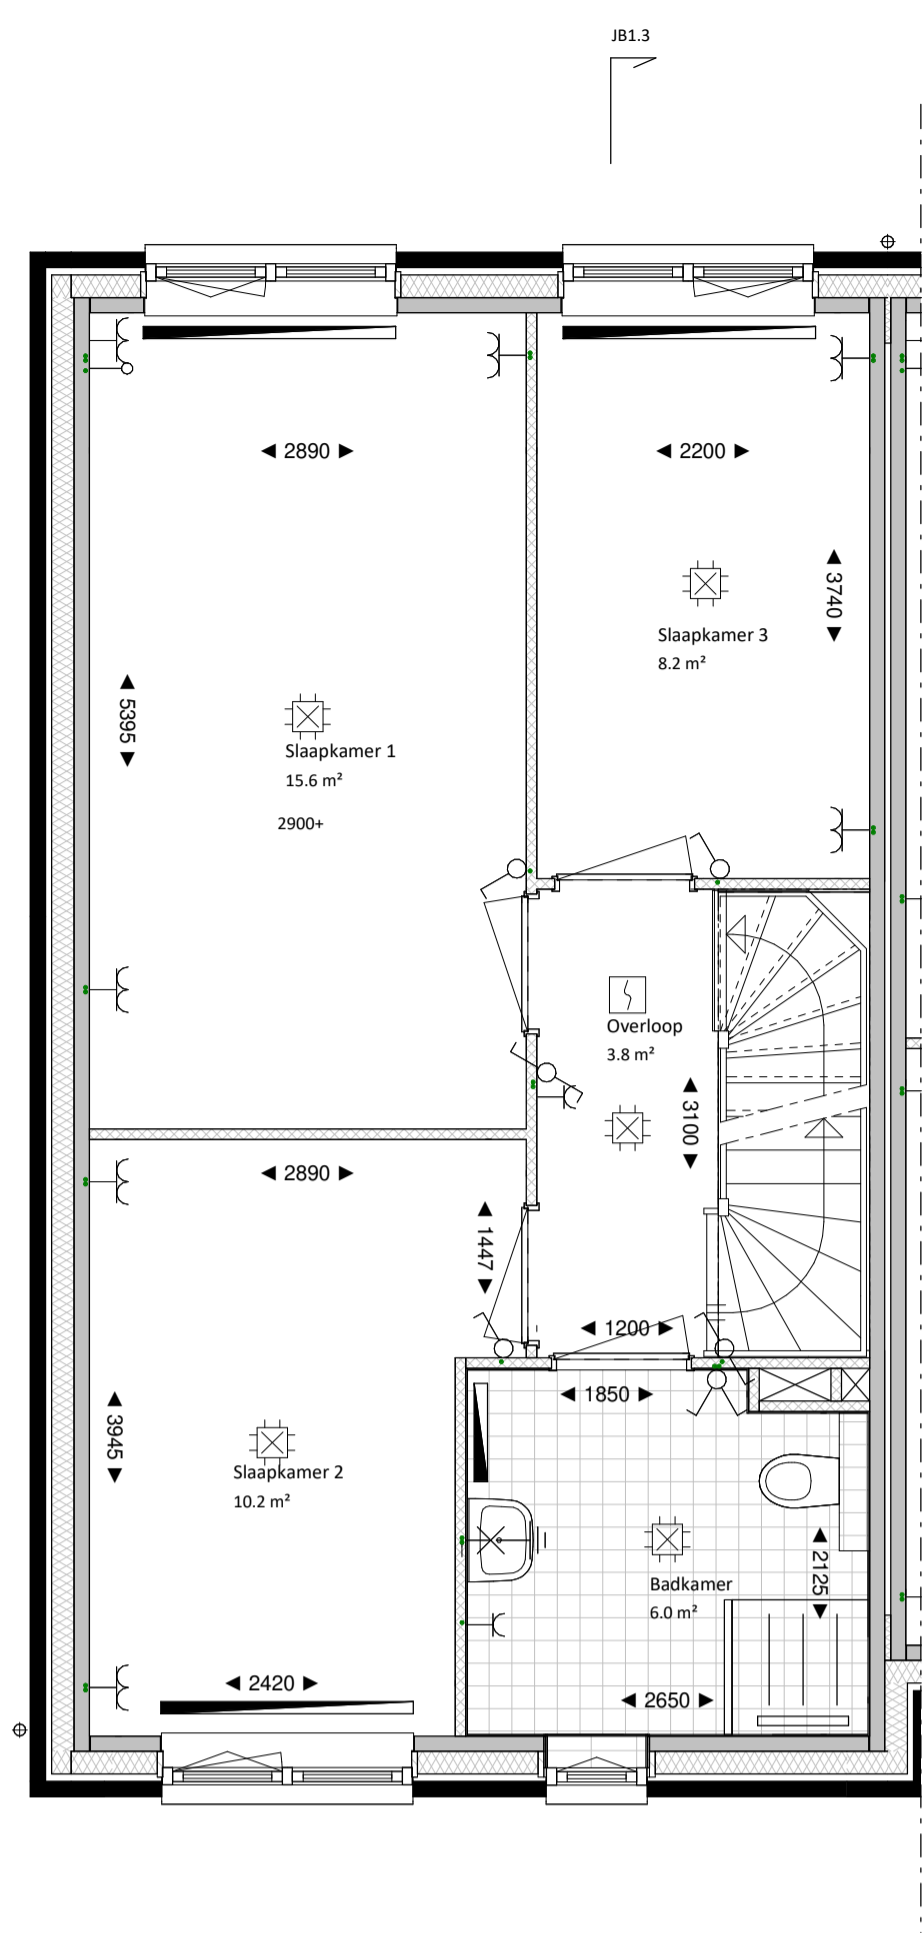 JB1.3
◄ 2890 ►
◄ 2200 ►
◄ 3740 ►
Slaapkamer 3
8.2 m²
◄ 5395 ►
Slaapkamer 1
15.6 m²
2900+
Overloop
3.8 m²
◄ 3100 ►
◄ 2890 ►
◄ 1447 ►
◄ 1200 ►
◄ 1850 ►
◄ 3945 ►
Slaapkamer 2
10.2 m²
◄ 2125 ►
Badkamer
6.0 m²
◄ 2420 ►
◄ 2650 ►